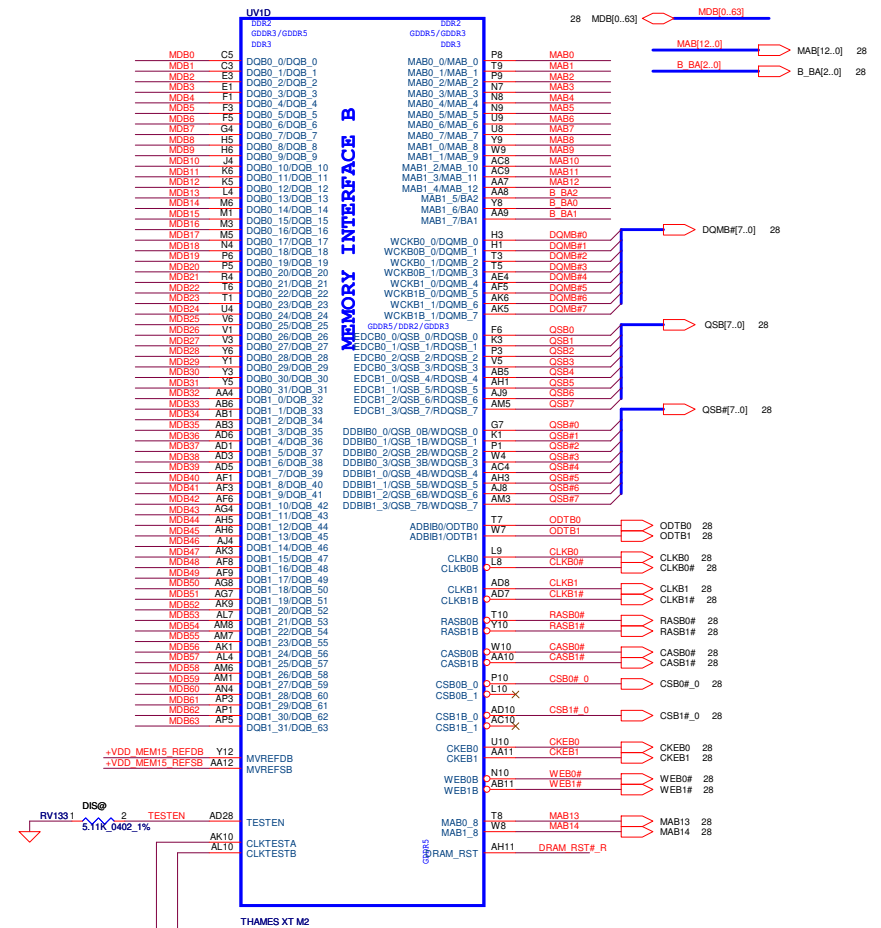 UV1D
DDR2
GDDR3/GDDR5
DDR3
DDR2
GDDR5/GDDR3
DDR3
MEMORY INTERFACE B
MDB0 C5 DQB0_0/DQB_0
MDB1 C3 DQB0_1/DQB_1
MDB2 E3 DQB0_2/DQB_2
MDB3 E1 DQB0_3/DQB_3
MDB4 F1 DQB0_4/DQB_4
MDB5 F3 DQB0_5/DQB_5
MDB6 F5 DQB0_6/DQB_6
MDB7 G4 DQB0_7/DQB_7
MDB8 H5 DQB0_8/DQB_8
MDB9 H6 DQB0_9/DQB_9
MDB10 J4 DQB0_10/DQB_10
MDB11 K6 DQB0_11/DQB_11
MDB12 K5 DQB0_12/DQB_12
MDB13 L4 DQB0_13/DQB_13
MDB14 M6 DQB0_14/DQB_14
MDB15 M1 DQB0_15/DQB_15
MDB16 M3 DQB0_16/DQB_16
MDB17 M5 DQB0_17/DQB_17
MDB18 N4 DQB0_18/DQB_18
MDB19 P6 DQB0_19/DQB_19
MDB20 P5 DQB0_20/DQB_20
MDB21 R4 DQB0_21/DQB_21
MDB22 T6 DQB0_22/DQB_22
MDB23 T1 DQB0_23/DQB_23
MDB24 U4 DQB0_24/DQB_24
MDB25 V6 DQB0_25/DQB_25
MDB26 V1 DQB0_26/DQB_26
MDB27 V3 DQB0_27/DQB_27
MDB28 Y6 DQB0_28/DQB_28
MDB29 Y1 DQB0_29/DQB_29
MDB30 Y3 DQB0_30/DQB_30
MDB31 Y5 DQB0_31/DQB_31
MDB32 AA4 DQB1_0/DQB_32
MDB33 AB6 DQB1_1/DQB_33
MDB34 AB1 DQB1_2/DQB_34
MDB35 AB3 DQB1_3/DQB_35
MDB36 AD6 DQB1_4/DQB_36
MDB37 AD1 DQB1_5/DQB_37
MDB38 AD3 DQB1_6/DQB_38
MDB39 AD5 DQB1_7/DQB_39
MDB40 AF1 DQB1_8/DQB_40
MDB41 AF3 DQB1_9/DQB_41
MDB42 AF6 DQB1_10/DQB_42
MDB43 AG4 DQB1_11/DQB_43
MDB44 AH5 DQB1_12/DQB_44
MDB45 AH6 DQB1_13/DQB_45
MDB46 AJ4 DQB1_14/DQB_46
MDB47 AK3 DQB1_15/DQB_47
MDB48 AF8 DQB1_16/DQB_48
MDB49 AF9 DQB1_17/DQB_49
MDB50 AG8 DQB1_18/DQB_50
MDB51 AG7 DQB1_19/DQB_51
MDB52 AK9 DQB1_20/DQB_52
MDB53 AL7 DQB1_21/DQB_53
MDB54 AM8 DQB1_22/DQB_54
MDB55 AM7 DQB1_23/DQB_55
MDB56 AK1 DQB1_24/DQB_56
MDB57 AL4 DQB1_25/DQB_57
MDB58 AM6 DQB1_26/DQB_58
MDB59 AM1 DQB1_27/DQB_59
MDB60 AN4 DQB1_28/DQB_60
MDB61 AP3 DQB1_29/DQB_61
MDB62 AP1 DQB1_30/DQB_62
MDB63 AP5 DQB1_31/DQB_63
+VDD_MEM15_REFDB Y12 MVREFDB
+VDD_MEM15_REFSB AA12 MVREFSB
DIS@
RV133 1 2 TESTEN AD28 TESTEN
5.11K_0402_1%
AK10 CLKTESTA
AL10 CLKTESTB
28 MDB[0..63] MDB[0..63]
MAB[12..0] MAB[12..0] 28
B_BA[2..0] B_BA[2..0] 28
MAB0_0/MAB_0 P8 MAB0
MAB0_1/MAB_1 T9 MAB1
MAB0_2/MAB_2 P9 MAB2
MAB0_3/MAB_3 N7 MAB3
MAB0_4/MAB_4 N8 MAB4
MAB0_5/MAB_5 N9 MAB5
MAB0_6/MAB_6 U9 MAB6
MAB0_7/MAB_7 U8 MAB7
MAB1_0/MAB_8 Y9 MAB8
MAB1_1/MAB_9 W9 MAB9
MAB1_2/MAB_10 AC8 MAB10
MAB1_3/MAB_11 AC9 MAB11
MAB1_4/MAB_12 AA7 MAB12
MAB1_5/BA2 AA8 B_BA2
MAB1_6/BA0 Y8 B_BA0
MAB1_7/BA1 AA9 B_BA1
WCKB0_0/DQMB_0 H3 DQMB#0 DQMB#[7..0] 28
WCKB0B_0/DQMB_1 H1 DQMB#1
WCKB0_1/DQMB_2 T3 DQMB#2
WCKB0B_1/DQMB_3 T5 DQMB#3
WCKB1_0/DQMB_4 AE4 DQMB#4
WCKB1B_0/DQMB_5 AF5 DQMB#5
WCKB1_1/DQMB_6 AK6 DQMB#6
WCKB1B_1/DQMB_7 AK5 DQMB#7
GDDR5/DDR2/GDDR3
EDCB0_0/QSB_0/RDQSB_0 F6 QSB0 QSB[7..0] 28
EDCB0_1/QSB_1/RDQSB_1 K3 QSB1
EDCB0_2/QSB_2/RDQSB_2 P3 QSB2
EDCB0_3/QSB_3/RDQSB_3 V5 QSB3
EDCB1_0/QSB_4/RDQSB_4 AB5 QSB4
EDCB1_1/QSB_5/RDQSB_5 AH1 QSB5
EDCB1_2/QSB_6/RDQSB_6 AJ9 QSB6
EDCB1_3/QSB_7/RDQSB_7 AM5 QSB7
QSB#[7..0] 28
DDBIB0_0/QSB_0B/WDQSB_0 G7 QSB#0
DDBIB0_1/QSB_1B/WDQSB_1 K1 QSB#1
DDBIB0_2/QSB_2B/WDQSB_2 P1 QSB#2
DDBIB0_3/QSB_3B/WDQSB_3 W4 QSB#3
DDBIB1_0/QSB_4B/WDQSB_4 AC4 QSB#4
DDBIB1_1/QSB_5B/WDQSB_5 AH3 QSB#5
DDBIB1_2/QSB_6B/WDQSB_6 AJ8 QSB#6
DDBIB1_3/QSB_7B/WDQSB_7 AM3 QSB#7
ADBIB0/ODTB0 T7 ODTB0 ODTB0 28
ADBIB1/ODTB1 W7 ODTB1 ODTB1 28
CLKB0 L9 CLKB0 CLKB0 28
CLKB0B L8 CLKB0# CLKB0# 28
CLKB1 AD8 CLKB1 CLKB1 28
CLKB1B AD7 CLKB1# CLKB1# 28
RASB0B T10 RASB0# RASB0# 28
RASB1B Y10 RASB1# RASB1# 28
CASB0B W10 CASB0# CASB0# 28
CASB1B AA10 CASB1# CASB1# 28
CSB0B_0 P10 CSB0#_0 CSB0#_0 28
CSB0B_1 L10
CSB1B_0 AD10 CSB1#_0 CSB1#_0 28
CSB1B_1 AC10
CKEB0 U10 CKEB0 CKEB0 28
CKEB1 AA11 CKEB1 CKEB1 28
WEB0B N10 WEB0# WEB0# 28
WEB1B AB11 WEB1# WEB1# 28
MAB0_8 T8 MAB13 MAB13 28
MAB1_8 W8 MAB14 MAB14 28
GDDR5
DRAM_RST AH11 DRAM_RST#_R
THAMES XT M2